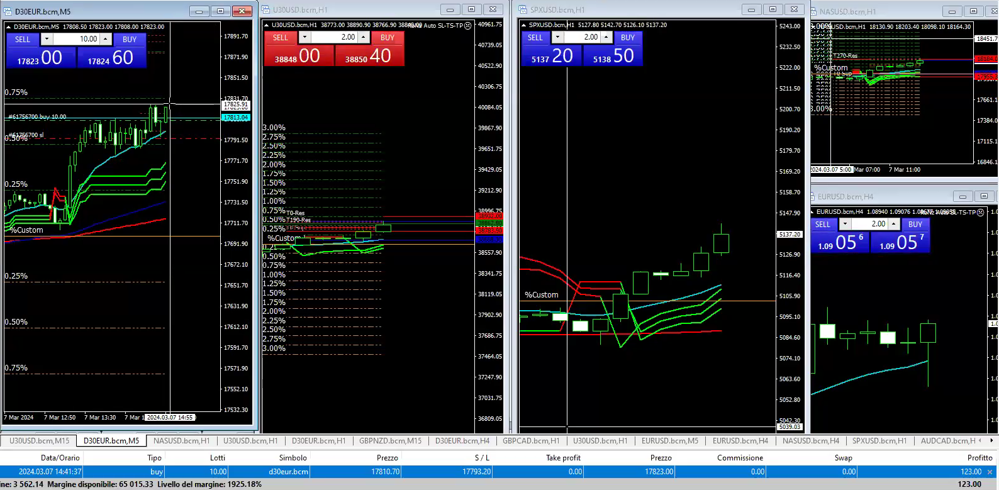 D30EUR.bcm,M5
D30EUR.bcm,M5 17808.50 17823.00 17808.00 17823.00
SELL 10.00 BUY
17823 00 17824 60
17891.70
17871.90
17851.50
17831.70
17825.91
17813.04
17791.50
17771.70
17751.90
17731.50
17711.70
17691.90
17672.10
17651.70
17631.90
17612.10
17591.70
17571.90
17552.10
17532.30
0.75%
#61756700 buy 10.00
#61756700 sl
0.50%
0.25%
%Custom
0.25%
0.50%
0.75%
7 Mar 2024 7 Mar 12:50 7 Mar 13:30 7 Mar 1 2024.03.07 14:55
U30USD.bcm,H1
U30USD.bcm,H1 38773.00 38890.90 38766.90
Auto SL-TS-TP
SELL 2.00 BUY
38848 00 38850 40
40961.75
40739.05
40522.90
40306.75
40084.05
39867.90
39651.75
39429.05
39212.90
38996.75
38557.90
38341.75
38119.05
37902.90
37686.75
37464.05
37247.90
37031.75
36809.05
3.00%
2.75%
2.50%
2.25%
2.00%
1.75%
1.50%
1.25%
1.00%
0.75%
0.50%
0.25%
T0-Res
T190-Res
%Custom
0.50%
0.75%
1.00%
1.25%
1.50%
1.75%
2.00%
2.25%
2.50%
2.75%
3.00%
SPXUSD.bcm,H1
SPXUSD.bcm,H1 5127.80 5142.70 5126.10 5137.20
SELL 2.00 BUY
5137 20 5138 50
5243.00
5232.50
5222.00
5211.50
5200.70
5190.20
5179.70
5169.20
5158.70
5147.90
5137.20
5126.90
5116.40
5105.90
5095.10
5084.60
5074.10
5063.60
5052.80
5042.30
5039.03
%Custom
NASUSD.bcm,H1
18130.90 18203.40 18098.10 18164.30
T270-Res
%Custom
T0-Sup
3.00%
18451.7
18184.0
17955.3
17661.1
17384.0
17115.1
16846.1
2024.03.07 5:00 Mar 07:00 7 Mar 11:00
EURUSD.bcm,H4
EURUSD.bcm,H4 1.08940 1.09076
SELL 2.00 BUY
1.09 05 6 1.09 05 7
U30USD.bcm,M15 D30EUR.bcm,M5 NASUSD.bcm,H1 U30USD.bcm,H1 D30EUR.bcm,H1 GBPNZD.bcm,M15 D30EUR.bcm,H4 GBPCAD.bcm,H1 U30USD.bcm,H1 EURUSD.bcm,M5 EURUSD.bcm,H4 NASUSD.bcm,H4 SPXUSD.bcm,H1 AUDCAD.bcm,H
Data/Orario Tipo Lotti Simbolo Prezzo S / L Take profit Prezzo Commissione Swap Profitto
2024.03.07 14:41:37 buy 10.00 d30eur.bcm 17810.70 17793.20 0.00 17823.00 0.00 0.00 123.00
ne: 3 562.14 Margine disponibile: 65 015.33 Livello del margine: 1925.18% 123.00